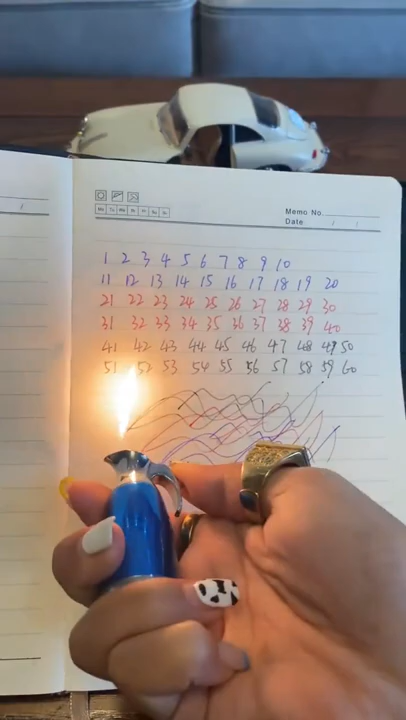 Memo No.
Date
1 2 3 4 5 6 7 8 9 10
11 12 13 14 15 16 17 18 19 20
21 22 23 24 25 26 27 28 29 30
31 32 33 34 35 36 37 38 39 40
41 42 43 44 45 46 47 48 49 50
51 52 53 54 55 56 57 58 59 60